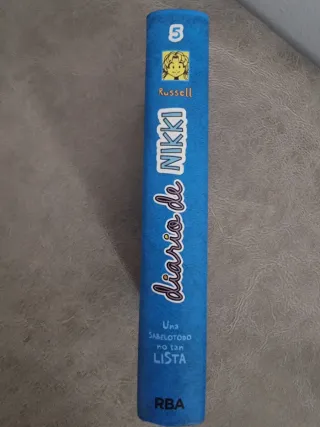 5
Russell
diario de NIKKI
Una
SABELOTODO
no tan
LISTA
RBA